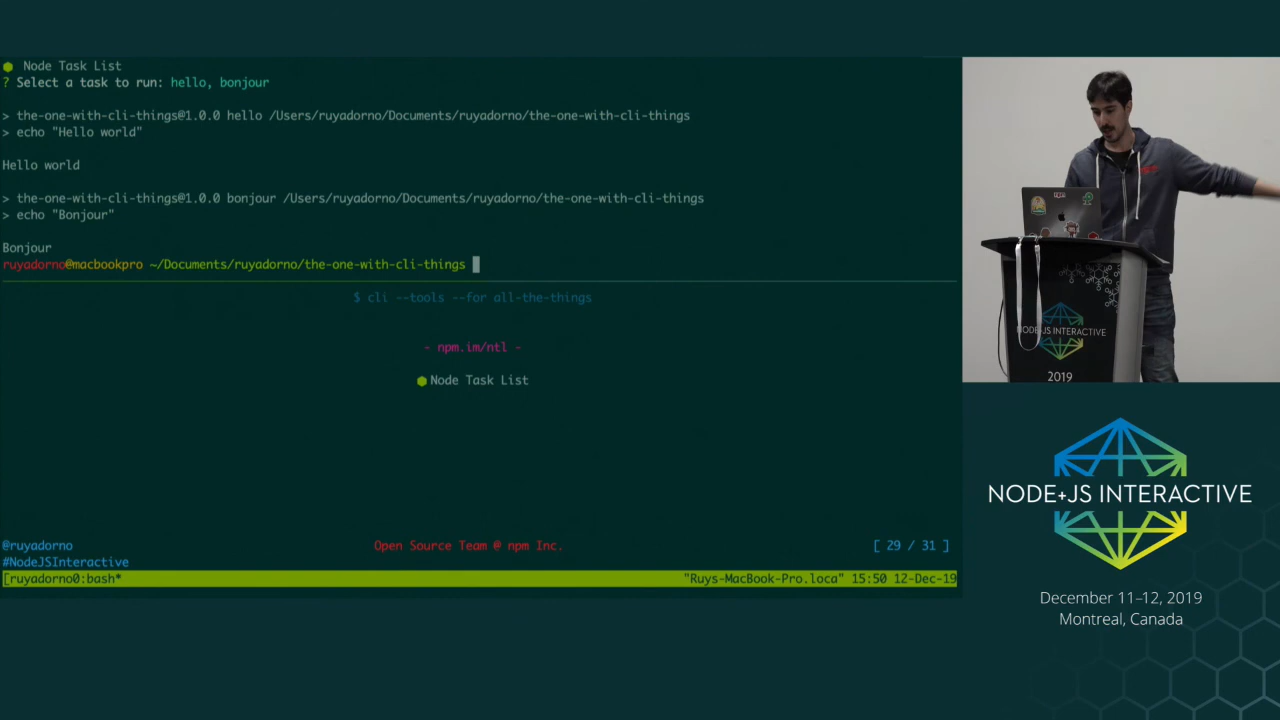 Node Task List
? Select a task to run: hello, bonjour
> the-one-with-cli-things@1.0.0 hello /Users/ruyadorno/Documents/ruyadorno/the-one-with-cli-things
> echo "Hello world"
Hello world
> the-one-with-cli-things@1.0.0 bonjour /Users/ruyadorno/Documents/ruyadorno/the-one-with-cli-things
> echo "Bonjour"
Bonjour
ruyadorno@macbookpro ~/Documents/ruyadorno/the-one-with-cli-things
$ cli --tools --for all-the-things
- npm.im/ntl -
Node Task List
@ruyadorno
Open Source Team @ npm Inc.
[ 29 / 31 ]
#NodeJSInteractive
[ruyadorno0:bash*
"Ruys-MacBook-Pro.loca" 15:50 12-Dec-19
NODE JS INTERACTIVE
2019
NODE+JS INTERACTIVE
December 11–12, 2019
Montreal, Canada